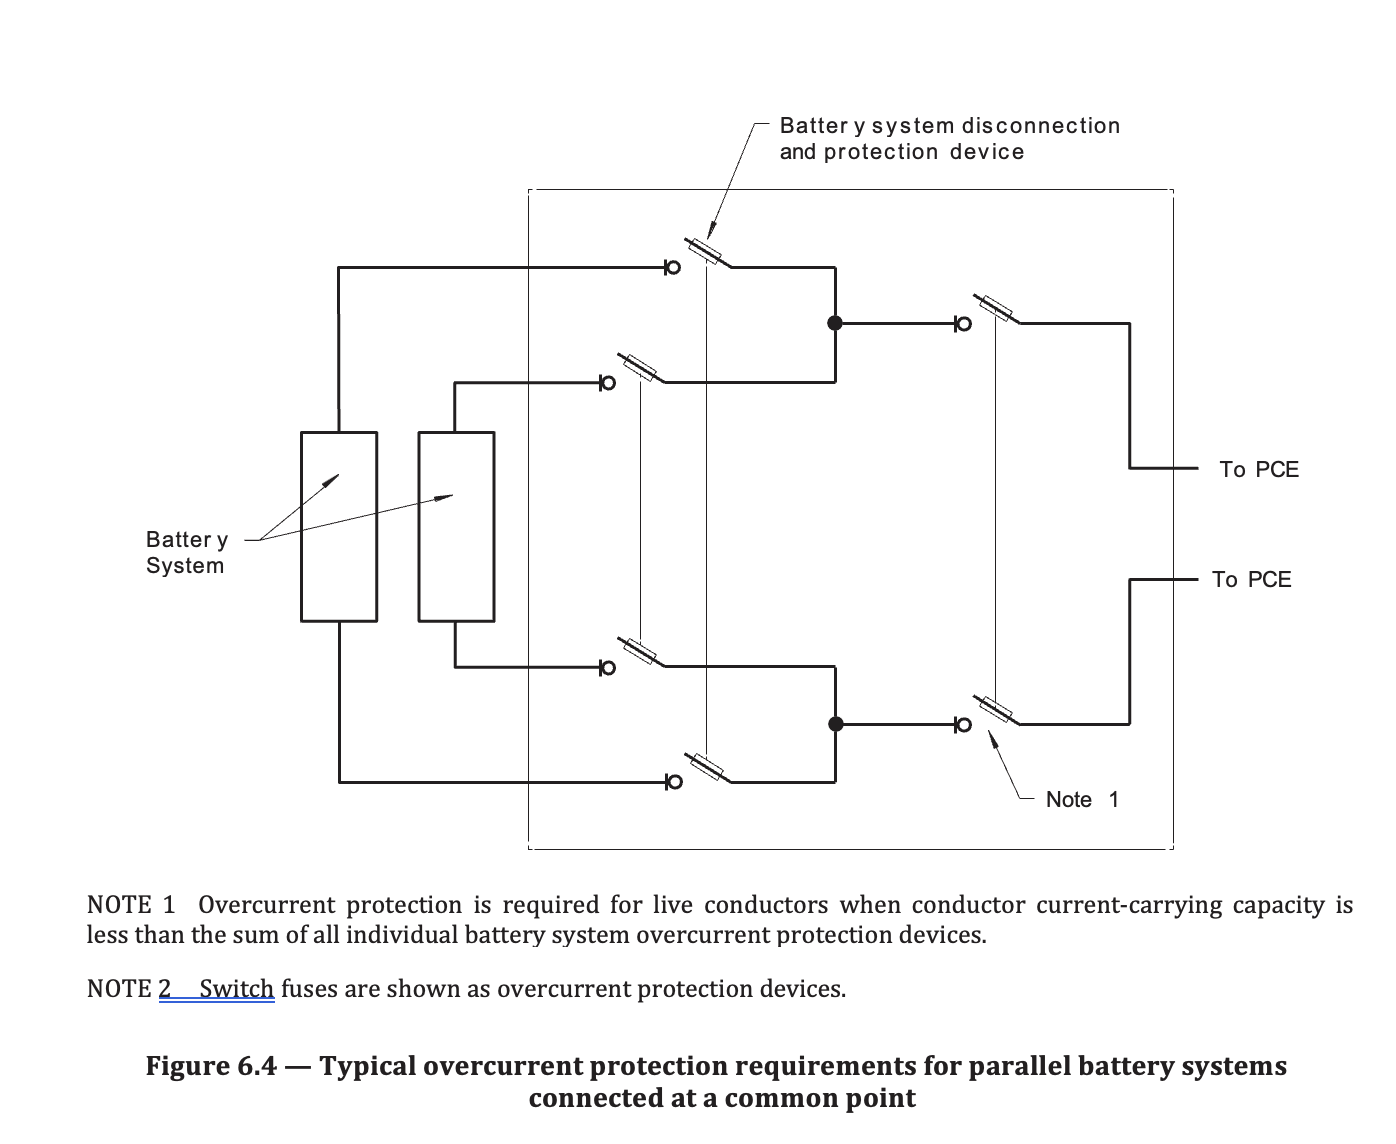 Battery system disconnection
and protection device
To PCE
Battery
System
To PCE
Note 1
NOTE 1 Overcurrent protection is required for live conductors when conductor current-carrying capacity is
less than the sum of all individual battery system overcurrent protection devices.
NOTE 2 Switch fuses are shown as overcurrent protection devices.
Figure 6.4 — Typical overcurrent protection requirements for parallel battery systems
connected at a common point